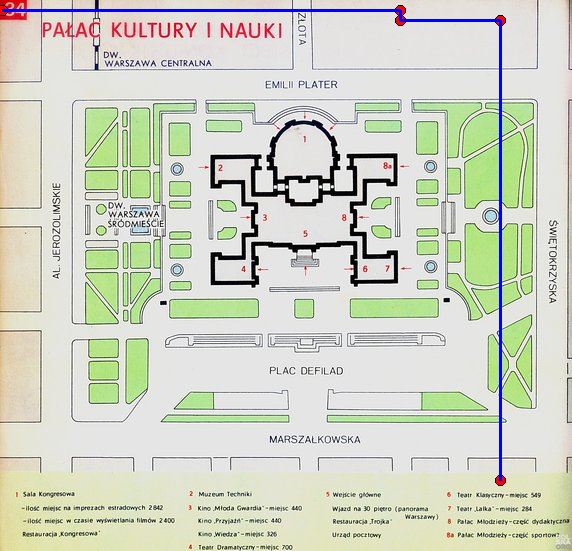 34
PAŁAC KULTURY I NAUKI
ZŁOTA
DW.
WARSZAWA CENTRALNA
EMILII PLATER
1
2
8a
DW.
WARSZAWA
ŚRÓDMIEŚCIE
3
8
5
4
6
7
AL. JEROZOLIMSKIE
ŚWIĘTOKRZYSKA
PLAC DEFILAD
MARSZAŁKOWSKA
1 Sala Kongresowa
-ilość miejsc na imprezach estradowych 2 842
-ilość miejsc w czasie wyświetlania filmów 2 400
Restauracja „Kongresowa"
2 Muzeum Techniki
3 Kino „Młoda Gwardia"- miejsc 440
Kino „Przyjaźń" - miejsc 440
Kino „Wiedza" - miejsc 326
4 Teatr Dramatyczny - miejsc 700
5 Wejście główne
Wjazd na 30 piętro (panorama
Warszawy)
Restauracja „Trojka"
Urząd pocztowy
6 Teatr Klasyczny - miejsc 549
7 Teatr „Lalka" - miejsc 284
8 Pałac Młodzieży-część dydaktyczna
8a Pałac Młodzieży-część sportowa